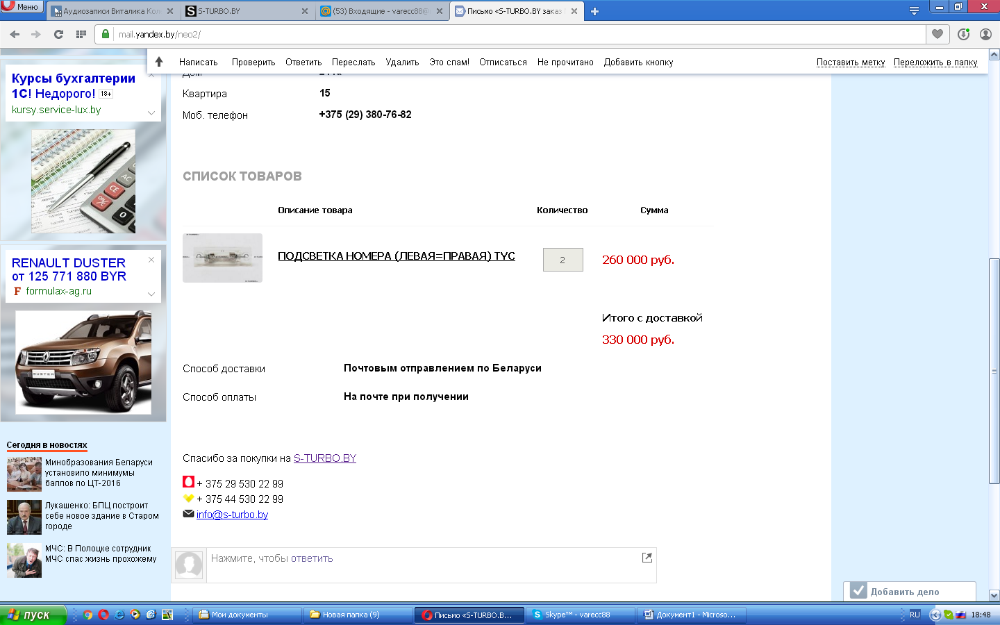 Меню
Аудиозаписи Виталика Кол
S-TURBO.BY
(53) Входящие - varecc88@
Письмо «S-TURBO.BY заказ
mail.yandex.by/neo2/
Написать
Проверить
Ответить
Переслать
Удалить
Это спам!
Отписаться
Не прочитано
Добавить кнопку
Поставить метку
Переложить в папку
Курсы бухгалтерии
1С! Недорого! 18+
kursy.service-lux.by
RENAULT DUSTER
от 125 771 880 BYR
formulax-ag.ru
Сегодня в новостях
Минобразования Беларуси
установило минимумы
баллов по ЦТ-2016
Лукашенко: БПЦ построит
себе новое здание в Старом
городе
МЧС: В Полоцке сотрудник
МЧС спас жизнь прохожему
Дом
Квартира 15
Моб. телефон +375 (29) 380-76-82
СПИСОК ТОВАРОВ
Описание товара Количество Сумма
ПОДСВЕТКА НОМЕРА (ЛЕВАЯ=ПРАВАЯ) TYC 2 260 000 руб.
Итого с доставкой
330 000 руб.
Способ доставки Почтовым отправлением по Беларуси
Способ оплаты На почте при получении
Спасибо за покупки на S-TURBO.BY
+ 375 29 530 22 99
+ 375 44 530 22 99
info@s-turbo.by
Нажмите, чтобы ответить
Добавить дело
пуск
Мои документы
Новая папка (9)
Письмо «S-TURBO.B...
Skype™ - varecc88
Документ1 - Microso...
RU
18:48